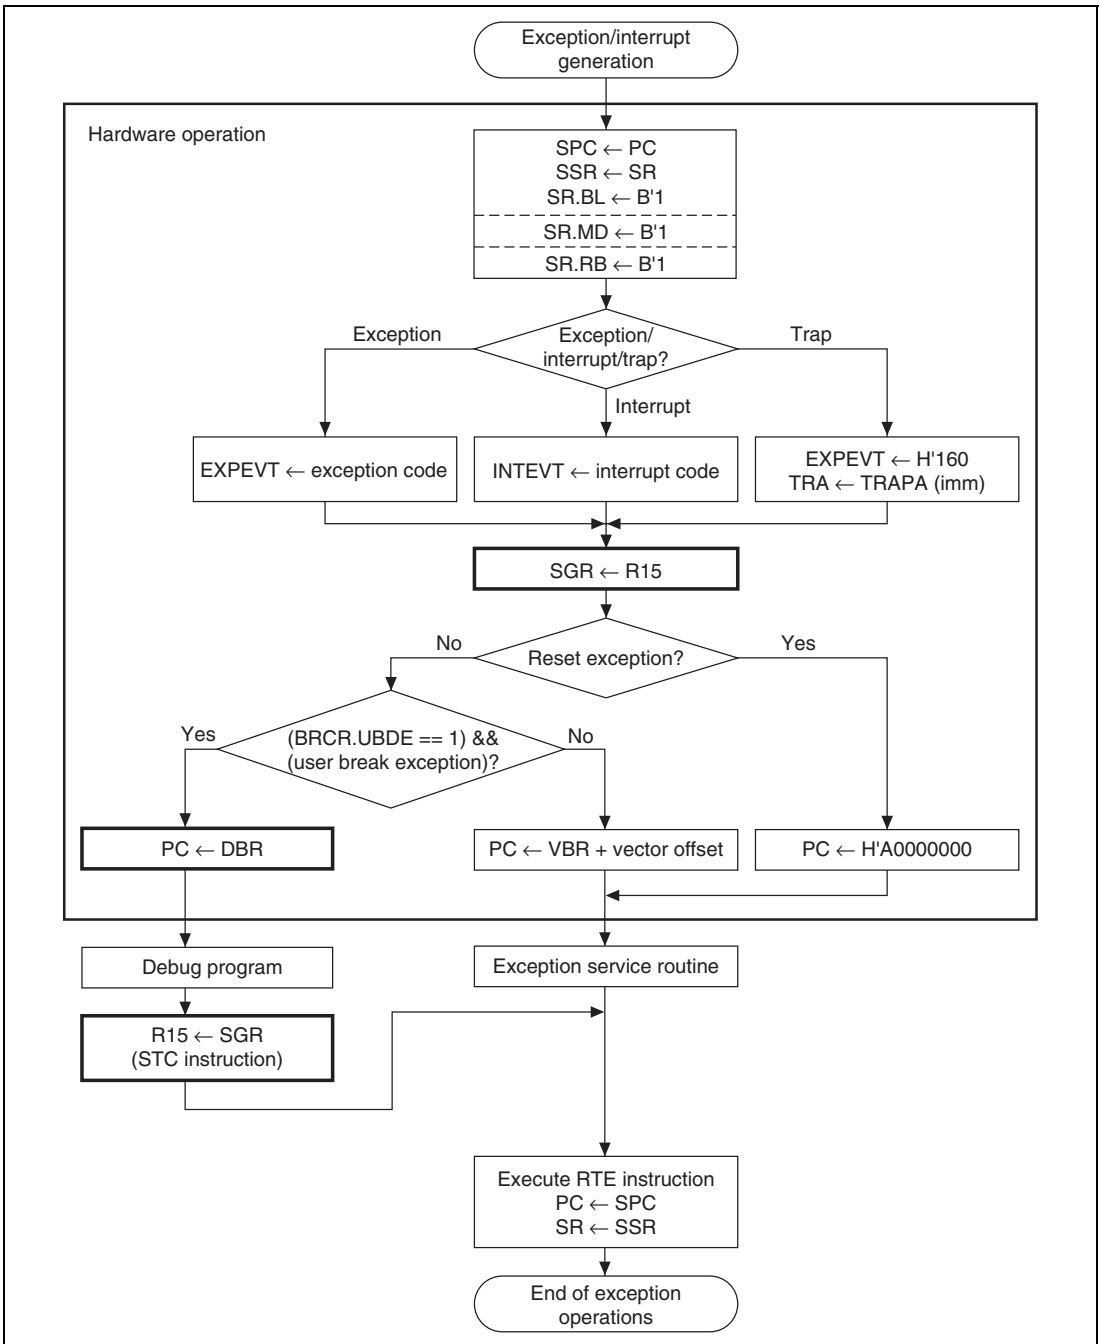 Exception/interrupt
generation
Hardware operation
SPC ← PC
SSR ← SR
SR.BL ← B'1
SR.MD ← B'1
SR.RB ← B'1
Exception
Exception/
interrupt/trap?
Trap
Interrupt
EXPEVT ← exception code
INTEVT ← interrupt code
EXPEVT ← H'160
TRA ← TRAPA (imm)
SGR ← R15
No
Reset exception?
Yes
Yes
(BRCR.UBDE == 1) &&
(user break exception)?
No
PC ← DBR
PC ← VBR + vector offset
PC ← H'A0000000
Debug program
Exception service routine
R15 ← SGR
(STC instruction)
Execute RTE instruction
PC ← SPC
SR ← SSR
End of exception
operations